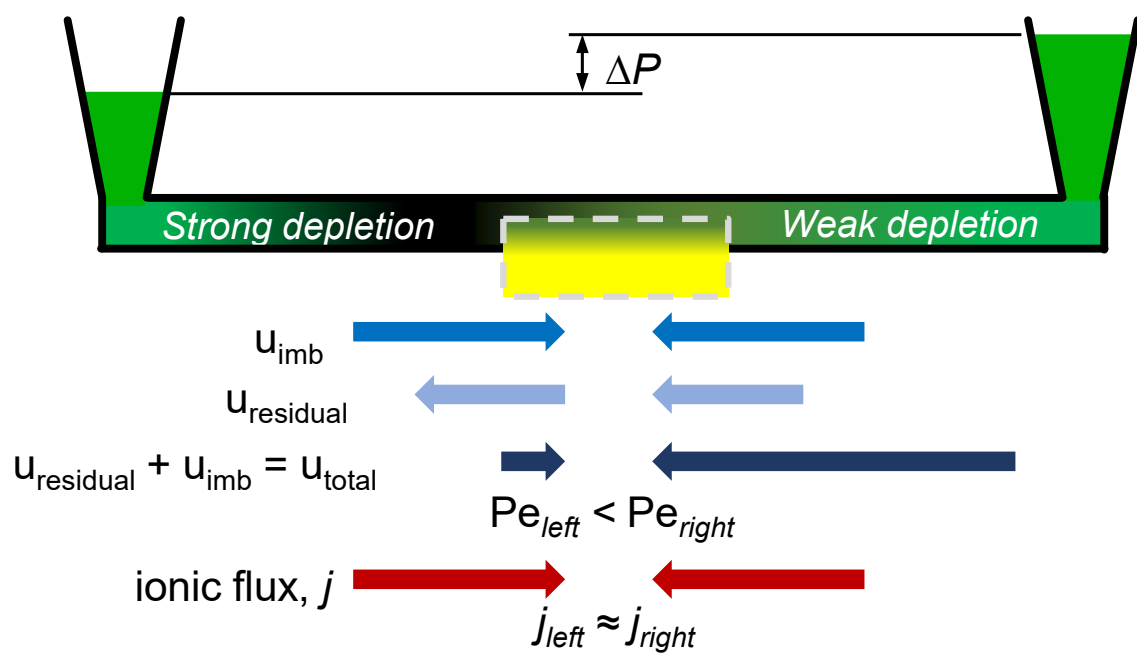 ΔP
Strong depletion
Weak depletion
u_imb
u_residual
u_residual + u_imb = u_total
Pe_left < Pe_right
ionic flux, j
j_left ≈ j_right